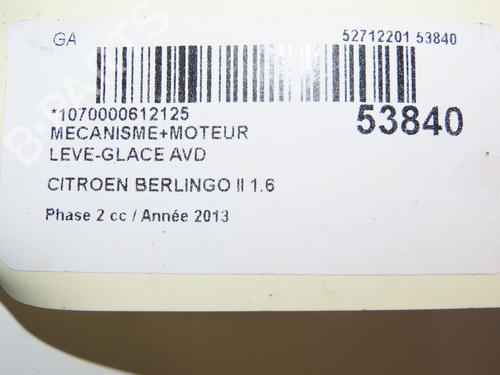 GA 52712201 53840
*1070000612125
53840
MECANISME+MOTEUR
LEVE-GLACE AVD
CITROEN BERLINGO II 1.6
Phase 2 cc / Année 2013
B-PARTS